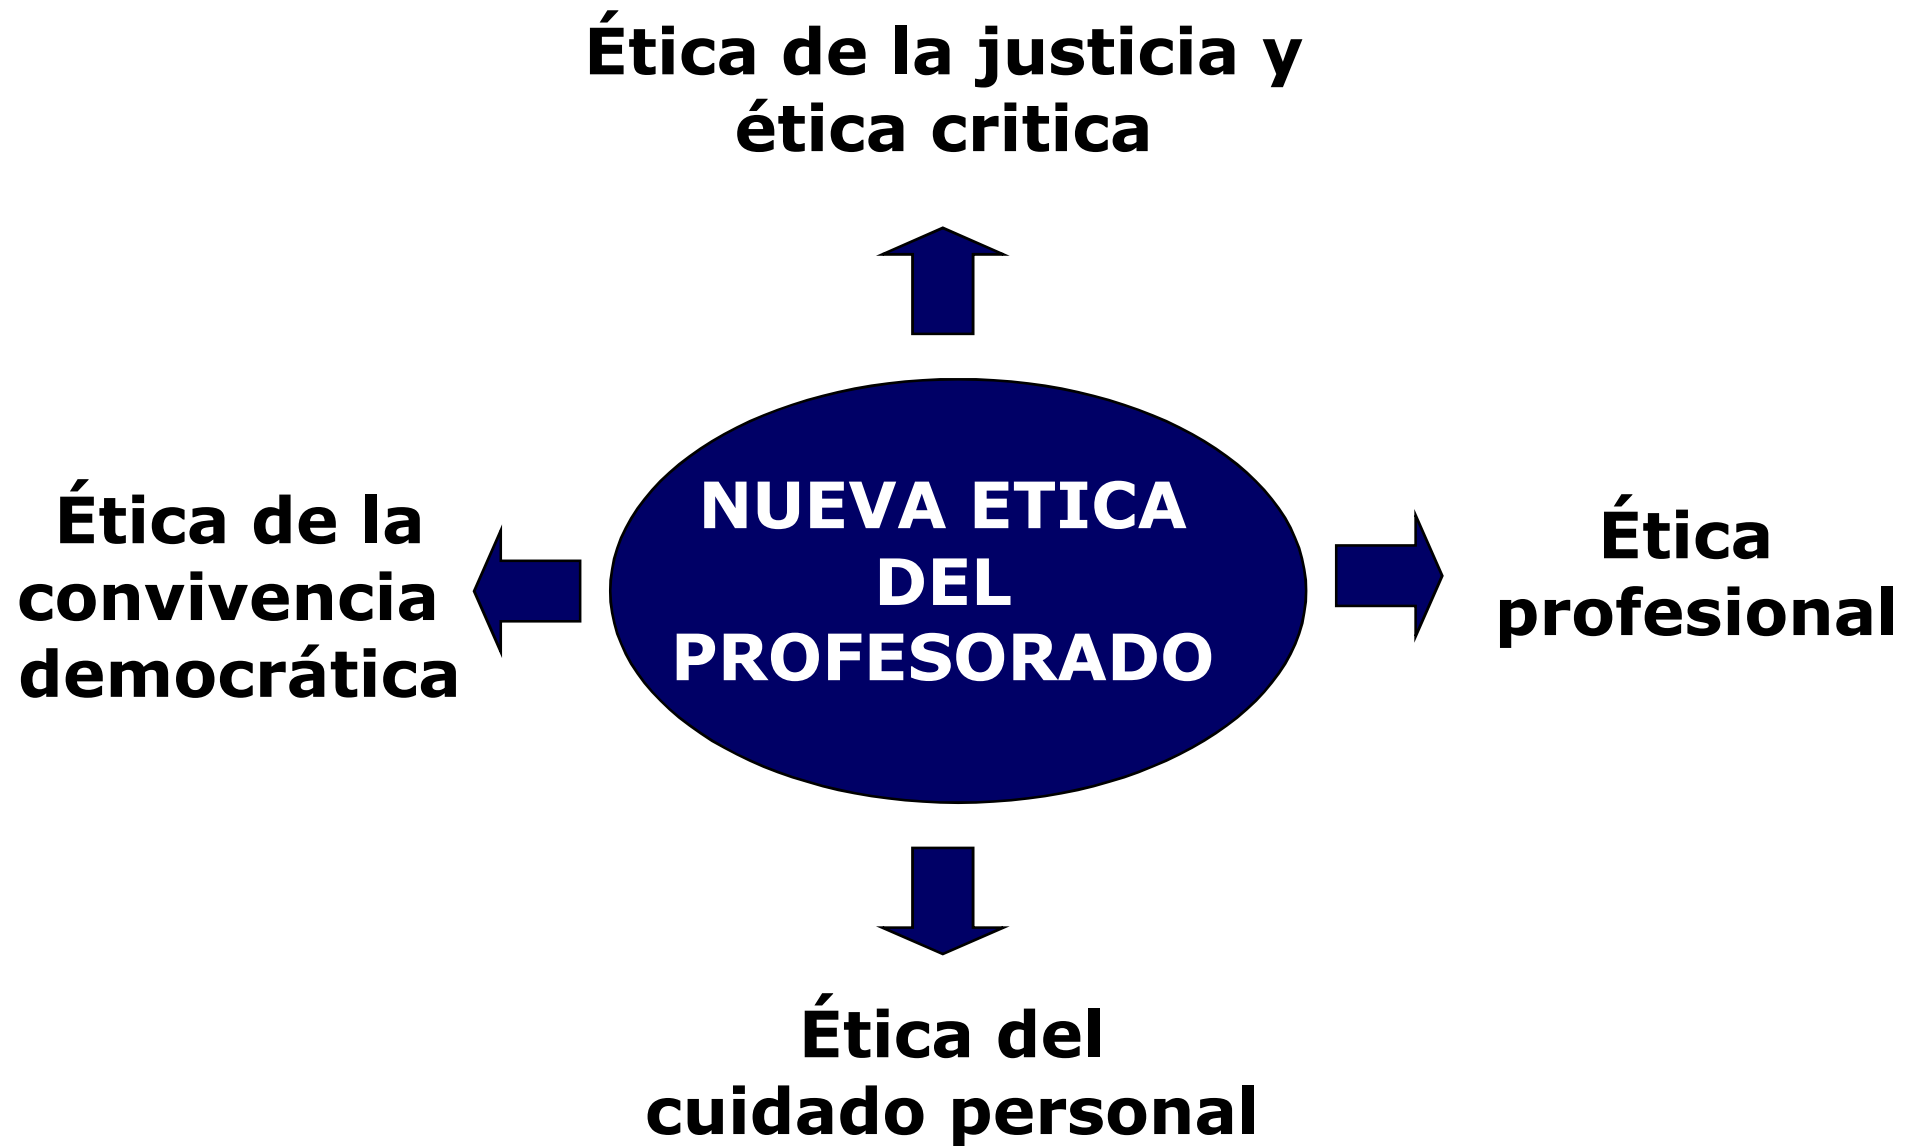 Ética de la justicia y
ética critica
NUEVA ETICA
DEL
PROFESORADO
Ética de la
convivencia
democrática
Ética
profesional
Ética del
cuidado personal